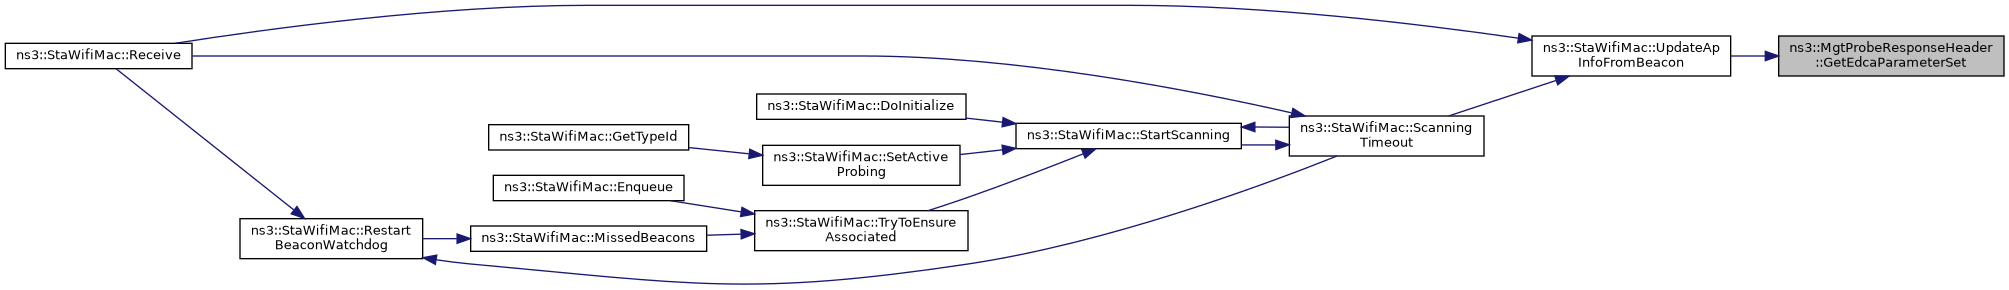 ns3::StaWifiMac::Receive
ns3::StaWifiMac::UpdateAp
InfoFromBeacon
ns3::MgtProbeResponseHeader
::GetEdcaParameterSet
ns3::StaWifiMac::DoInitialize
ns3::StaWifiMac::GetTypeId
ns3::StaWifiMac::StartScanning
ns3::StaWifiMac::Scanning
Timeout
ns3::StaWifiMac::SetActive
Probing
ns3::StaWifiMac::Enqueue
ns3::StaWifiMac::TryToEnsure
Associated
ns3::StaWifiMac::Restart
BeaconWatchdog
ns3::StaWifiMac::MissedBeacons